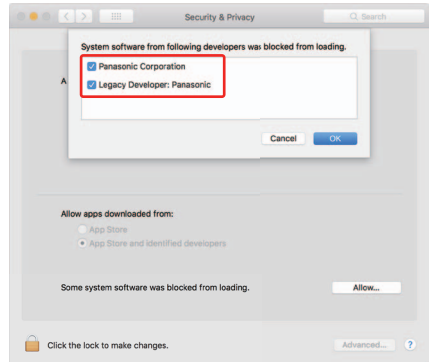 Security & Privacy
Search
System software from following developers was blocked from loading.
A
Panasonic Corporation
Legacy Developer: Panasonic
Cancel
OK
Allow apps downloaded from:
App Store
App Store and identified developers
Some system software was blocked from loading.
Allow...
Click the lock to make changes.
Advanced...
?